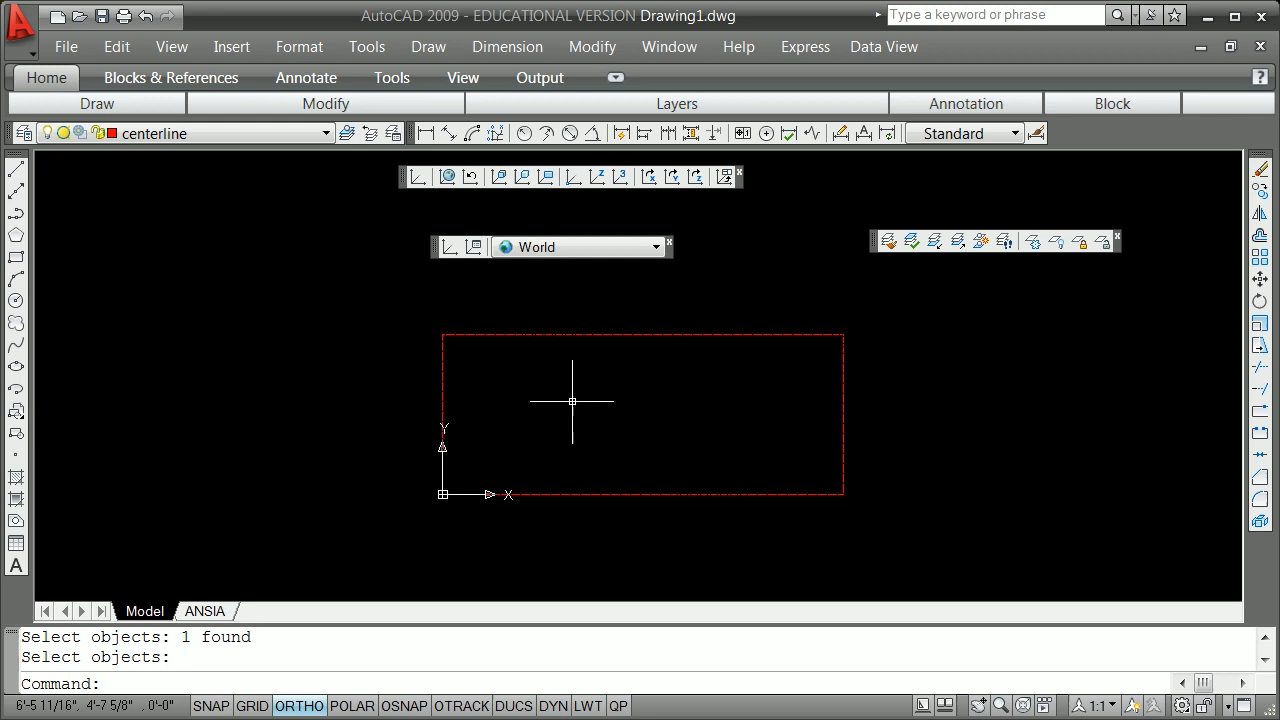 AutoCAD 2009 - EDUCATIONAL VERSION Drawing1.dwg
Type a keyword or phrase
File Edit View Insert Format Tools Draw Dimension Modify Window Help Express Data View
Home Blocks & References Annotate Tools View Output
Draw Modify Layers Annotation Block
centerline Standard
World
Y
X
A
Model ANSIA
Select objects: 1 found
Select objects:
Command:
6'-5 11/16", 4'-7 5/8" , 0'-0" SNAP GRID ORTHO POLAR OSNAP OTRACK DUCS DYN LWT QP 1:1